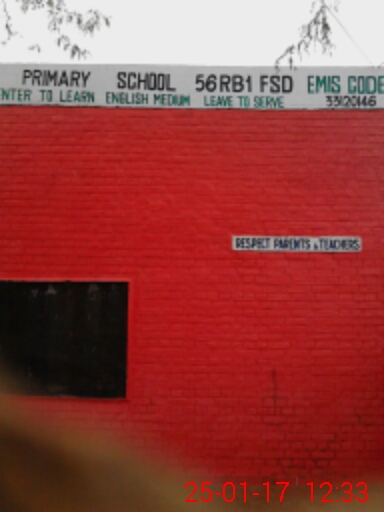 PRIMARY SCHOOL 56RB1 FSD EMIS CODE
ENTER TO LEARN ENGLISH MEDIUM LEAVE TO SERVE 33120146
RESPECT PARENTS & TEACHERS
25-01-17 12:33